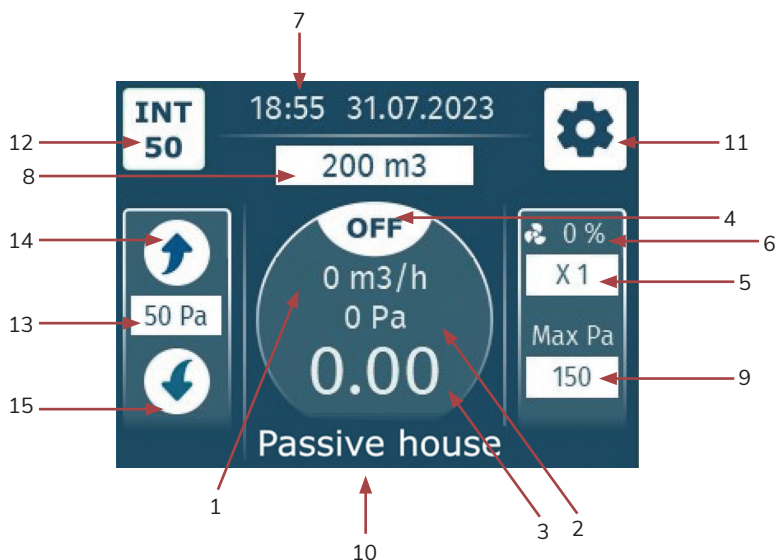 7
INT
50
18:55 31.07.2023
12
11
8
200 m3
14
OFF
4
0 %
6
0 m3/h
X 1
5
13
50 Pa
0 Pa
Max Pa
0.00
150
9
15
Passive house
1
3
2
10